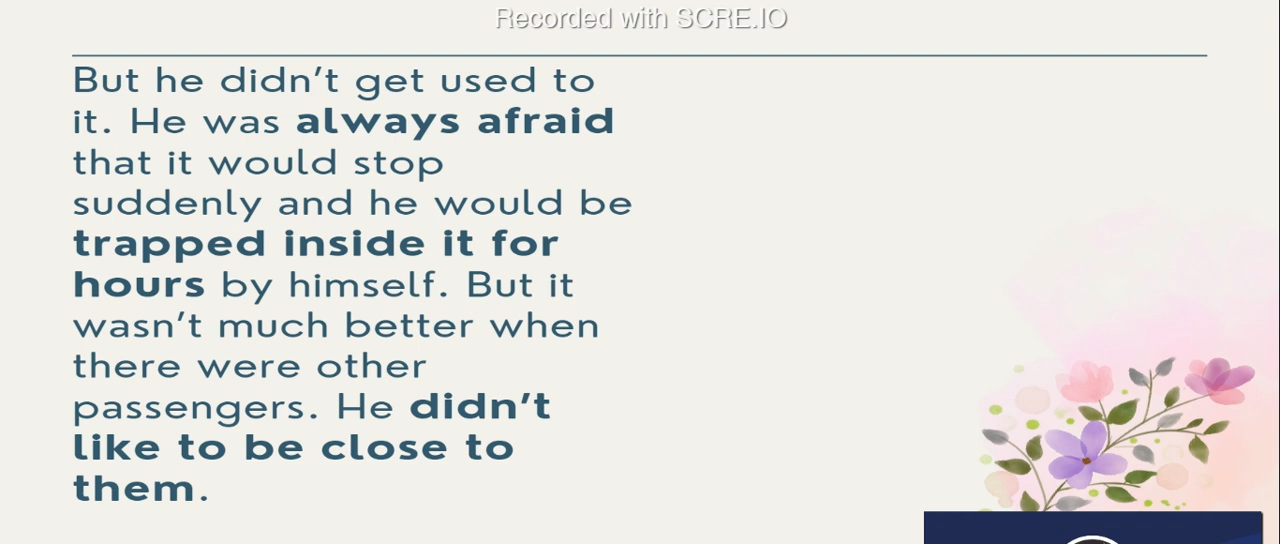 Recorded with SCRE.IO
But he didn't get used to
it. He was always afraid
that it would stop
suddenly and he would be
trapped inside it for
hours by himself. But it
wasn't much better when
there were other
passengers. He didn't
like to be close to
them.